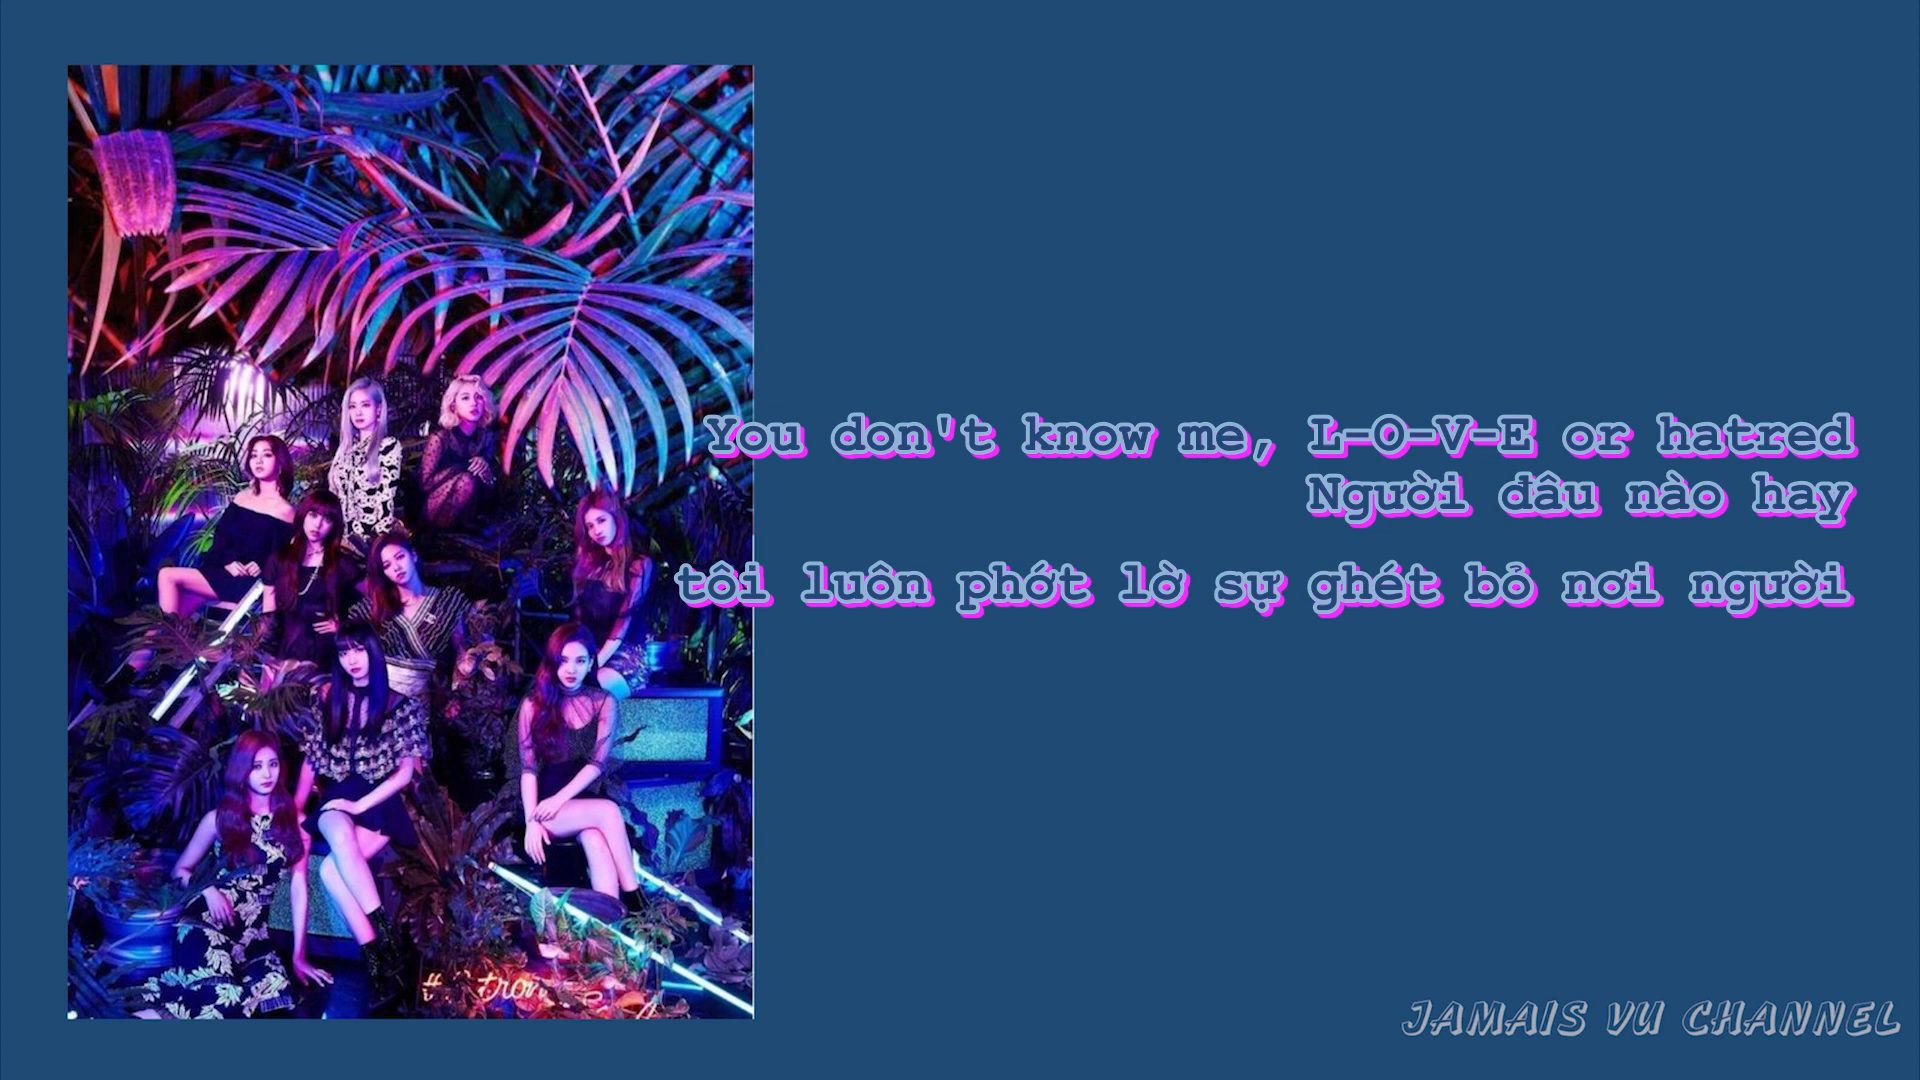 You don't know me, L-O-V-E or hatred
Người đâu nào hay
tôi luôn phớt lờ sự ghét bỏ nơi người
JAMAIS VU CHANNEL